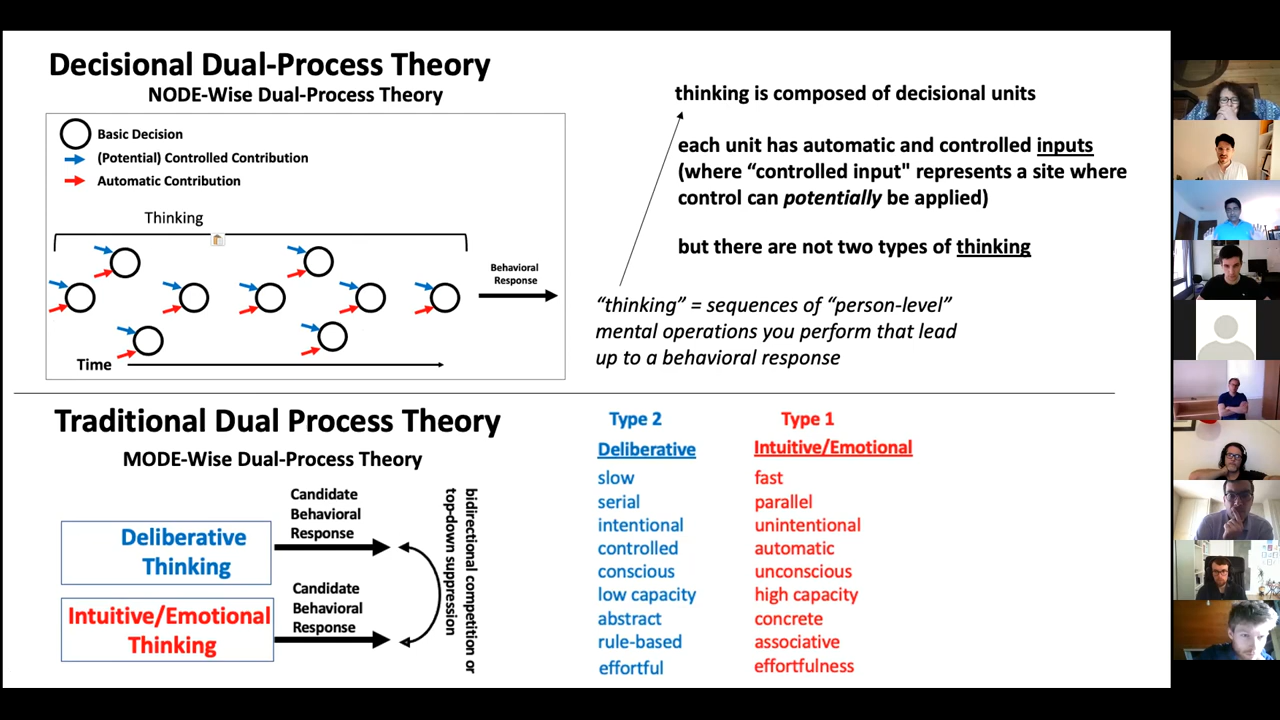 Decisional Dual-Process Theory
NODE-Wise Dual-Process Theory
Basic Decision
(Potential) Controlled Contribution
Automatic Contribution
Thinking
Behavioral
Response
Time
thinking is composed of decisional units
each unit has automatic and controlled inputs
(where “controlled input" represents a site where
control can potentially be applied)
but there are not two types of thinking
“thinking” = sequences of “person-level”
mental operations you perform that lead
up to a behavioral response
Traditional Dual Process Theory
MODE-Wise Dual-Process Theory
Deliberative
Thinking
Candidate
Behavioral
Response
Intuitive/Emotional
Thinking
Candidate
Behavioral
Response
bidirectional competition or
top-down suppression
Type 2
Deliberative
slow
serial
intentional
controlled
conscious
low capacity
abstract
rule-based
effortful
Type 1
Intuitive/Emotional
fast
parallel
unintentional
automatic
unconscious
high capacity
concrete
associative
effortfulness